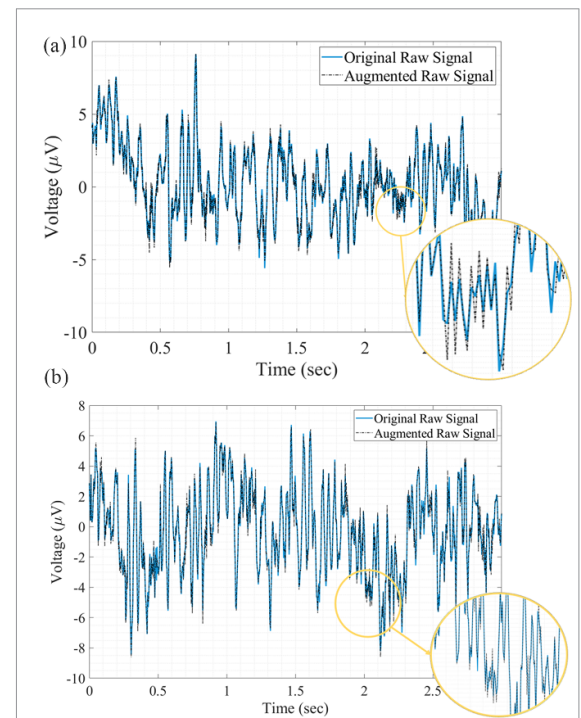 (a)
Original Raw Signal
Augmented Raw Signal
10
5
0
-5
-10
Voltage (μV)
0 0.5 1 1.5 2
Time (sec)
(b)
Original Raw Signal
Augmented Raw Signal
8
6
4
2
0
-2
-4
-6
-8
-10
Voltage (μV)
0 0.5 1 1.5 2 2.5
Time (sec)